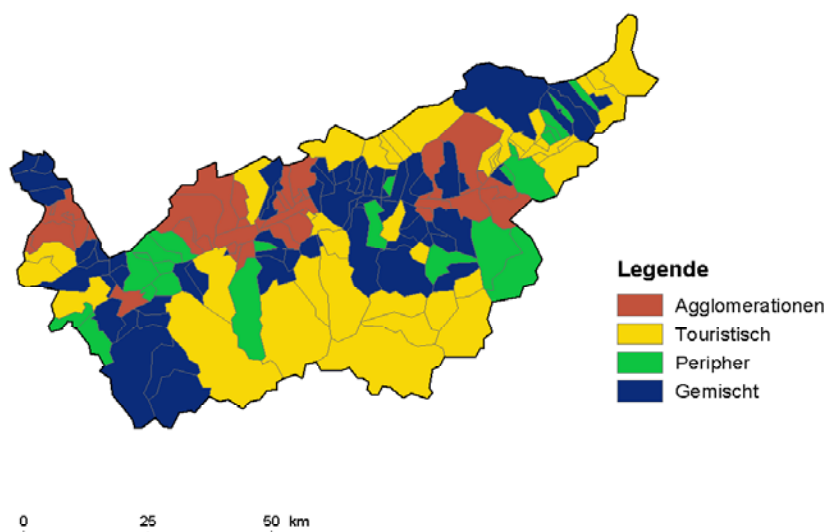 Legende
Agglomerationen
Touristisch
Peripher
Gemischt
0 25 50 km